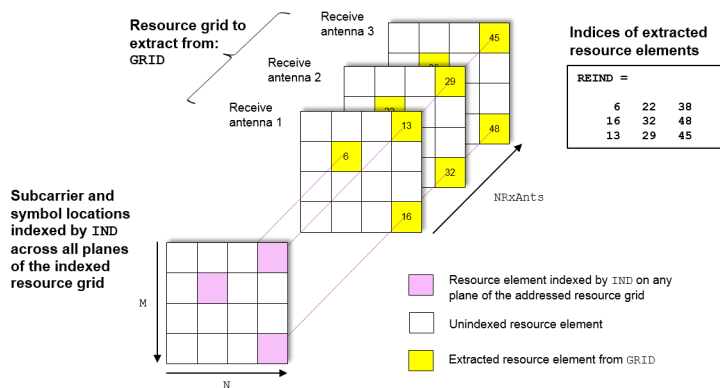 Resource grid to
extract from:
GRID
Receive
antenna 3
Receive
antenna 2
Receive
antenna 1
45
29
13
6
48
32
16
NRxAnts
Indices of extracted
resource elements
REIND =
6 22 38
16 32 48
13 29 45
Subcarrier and
symbol locations
indexed by IND
across all planes
of the indexed
resource grid
M
N
Resource element indexed by IND on any
plane of the addressed resource grid
Unindexed resource element
Extracted resource element from GRID